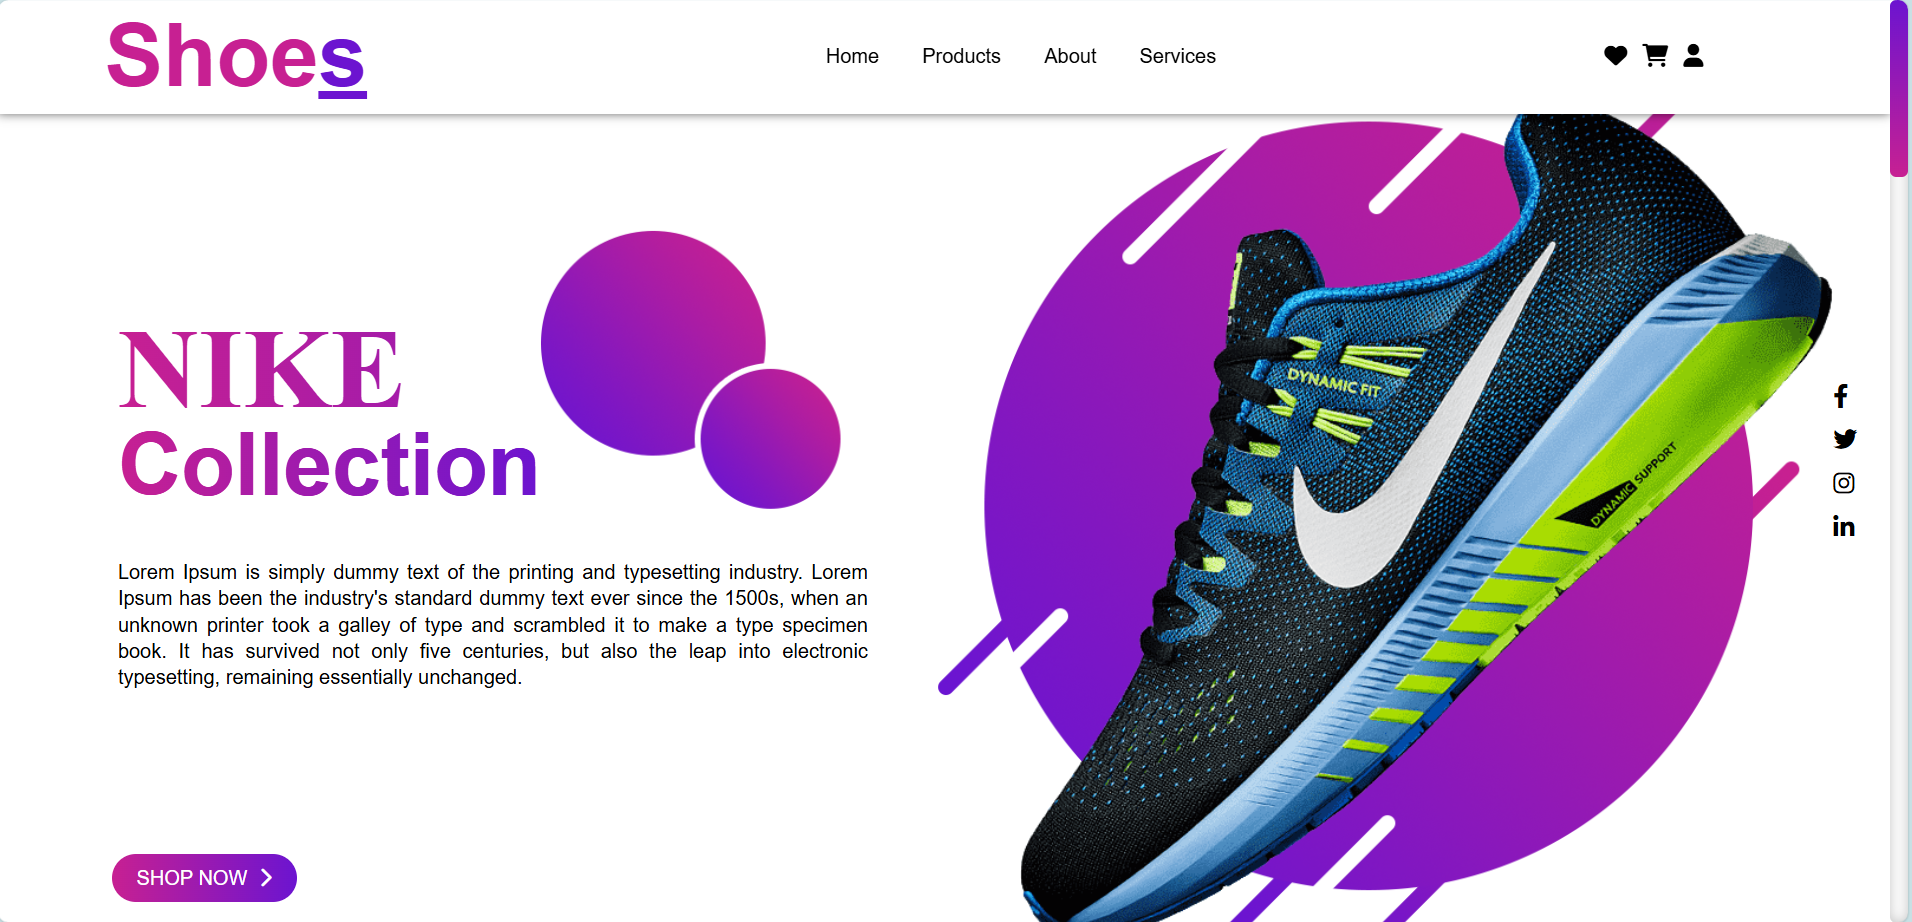 Shoes
Home Products About Services
NIKE
Collection
Lorem Ipsum is simply dummy text of the printing and typesetting industry. Lorem
Ipsum has been the industry's standard dummy text ever since the 1500s, when an
unknown printer took a galley of type and scrambled it to make a type specimen
book. It has survived not only five centuries, but also the leap into electronic
typesetting, remaining essentially unchanged.
SHOP NOW
DYNAMIC FIT
DYNAMIC SUPPORT